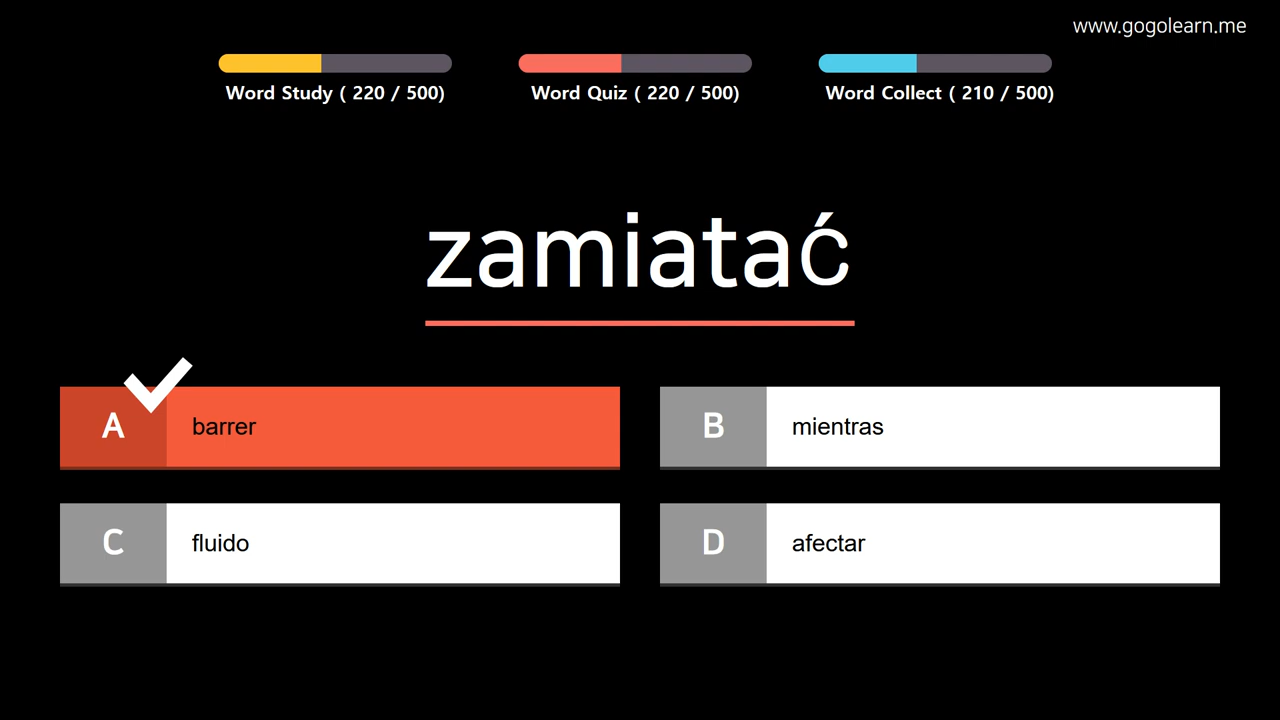 www.gogolearn.me
Word Study ( 220 / 500)
Word Quiz ( 220 / 500)
Word Collect ( 210 / 500)
zamiatać
A barrer
B mientras
C fluido
D afectar